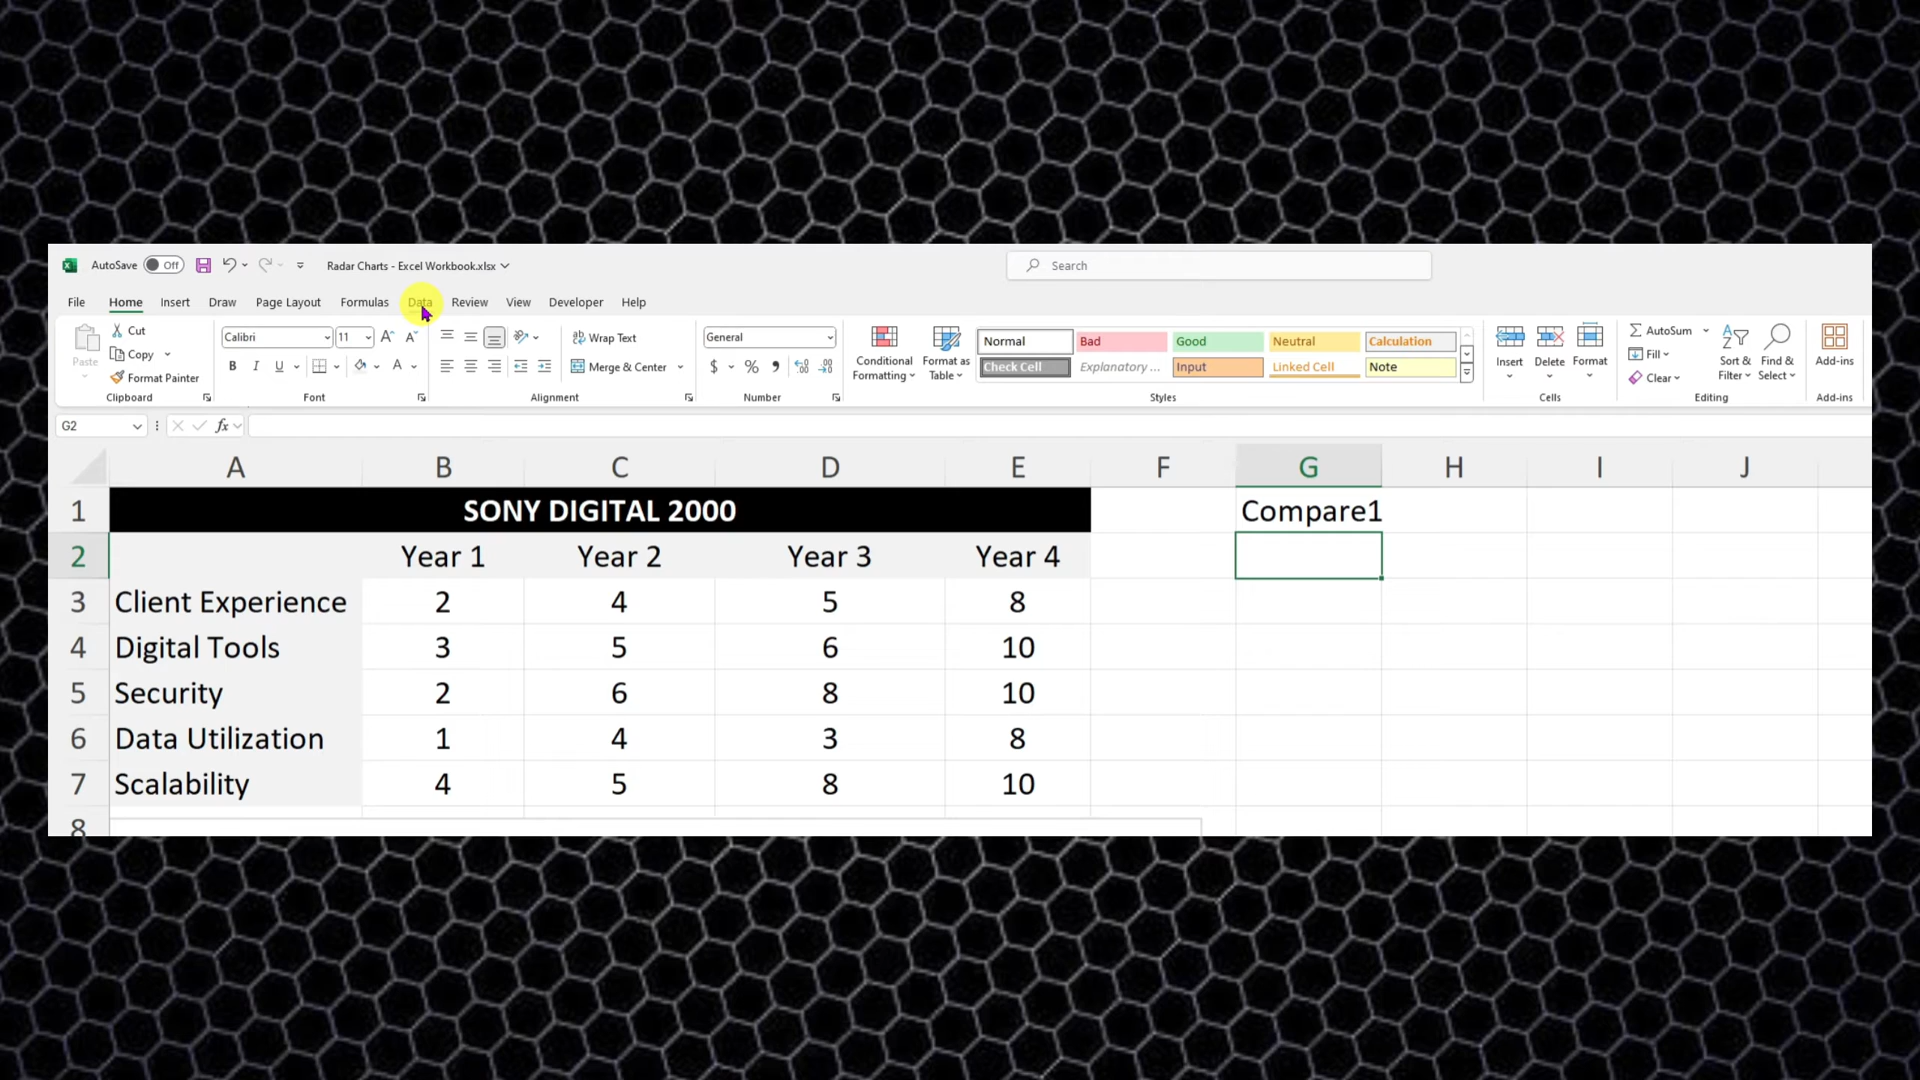 AutoSave Off Radar Charts - Excel Workbook.xlsx Search
File Home Insert Draw Page Layout Formulas Data Review View Developer Help
Paste
Cut
Copy
Format Painter
Clipboard
Calibri 11
B I U A
Font
Wrap Text
Merge & Center
Alignment
General
$ % ,
Number
Conditional Formatting
Format as Table
Normal Bad Good Neutral Calculation
Check Cell Explanatory ... Input Linked Cell Note
Styles
Insert Delete Format
Cells
AutoSum
Fill
Clear
Sort & Filter
Find & Select
Editing
Add-ins
Add-ins
G2 fx
A B C D E F G H I J
1 SONY DIGITAL 2000 Compare1
2 Year 1 Year 2 Year 3 Year 4
3 Client Experience 2 4 5 8
4 Digital Tools 3 5 6 10
5 Security 2 6 8 10
6 Data Utilization 1 4 3 8
7 Scalability 4 5 8 10
8